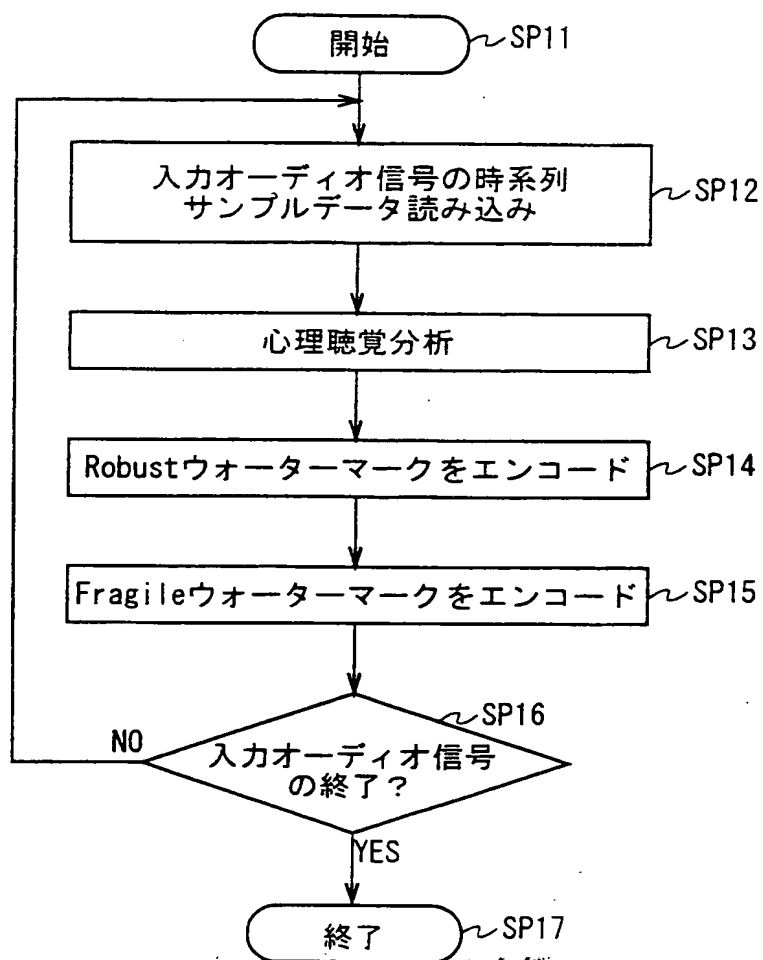 開始
SP11
入力オーディオ信号の時系列
サンプルデータ読み込み
SP12
心理聴覚分析
SP13
Robustウォーターマークをエンコード
SP14
Fragileウォーターマークをエンコード
SP15
SP16
NO
入力オーディオ信号
の終了?
YES
終了
SP17